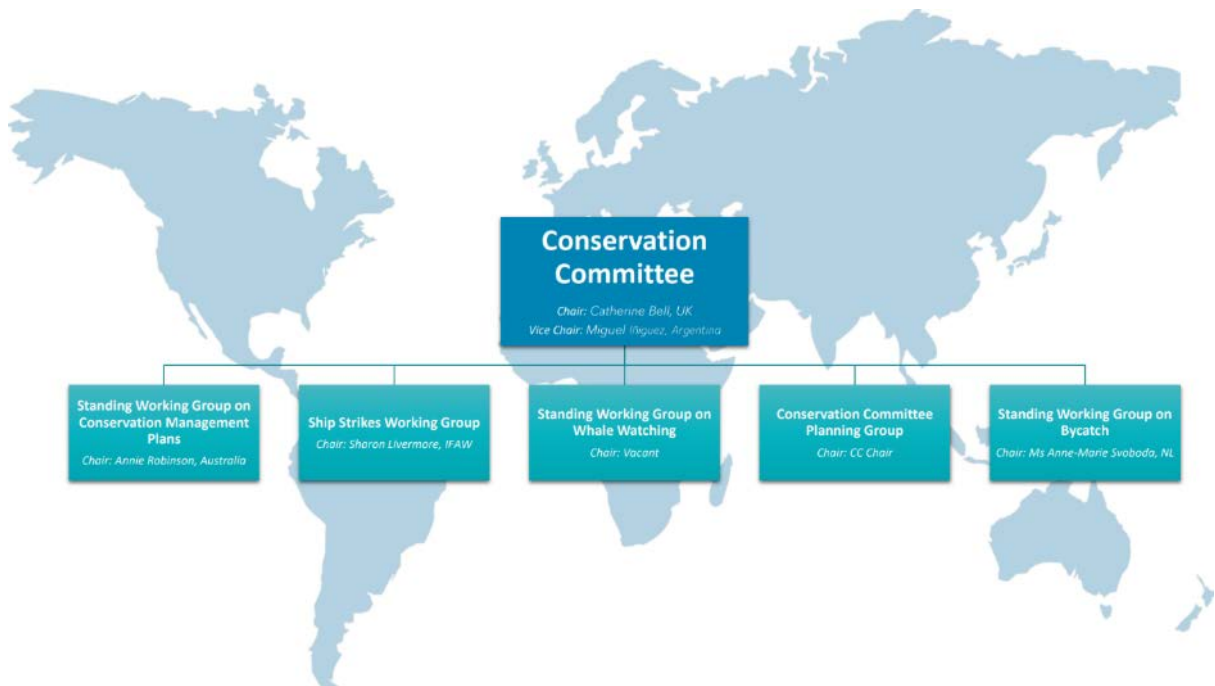 Conservation
Committee
Chair: Catherine Bell, UK
Vice Chair: Miguel Iñiguez, Argentina
Standing Working Group on
Conservation Management
Plans
Chair: Annie Robinson, Australia
Ship Strikes Working Group
Chair: Sharon Livermore, IFAW
Standing Working Group on
Whale Watching
Chair: Vacant
Conservation Committee
Planning Group
Chair: CC Chair
Standing Working Group on
Bycatch
Chair: Ms Anne-Marie Svoboda, NL